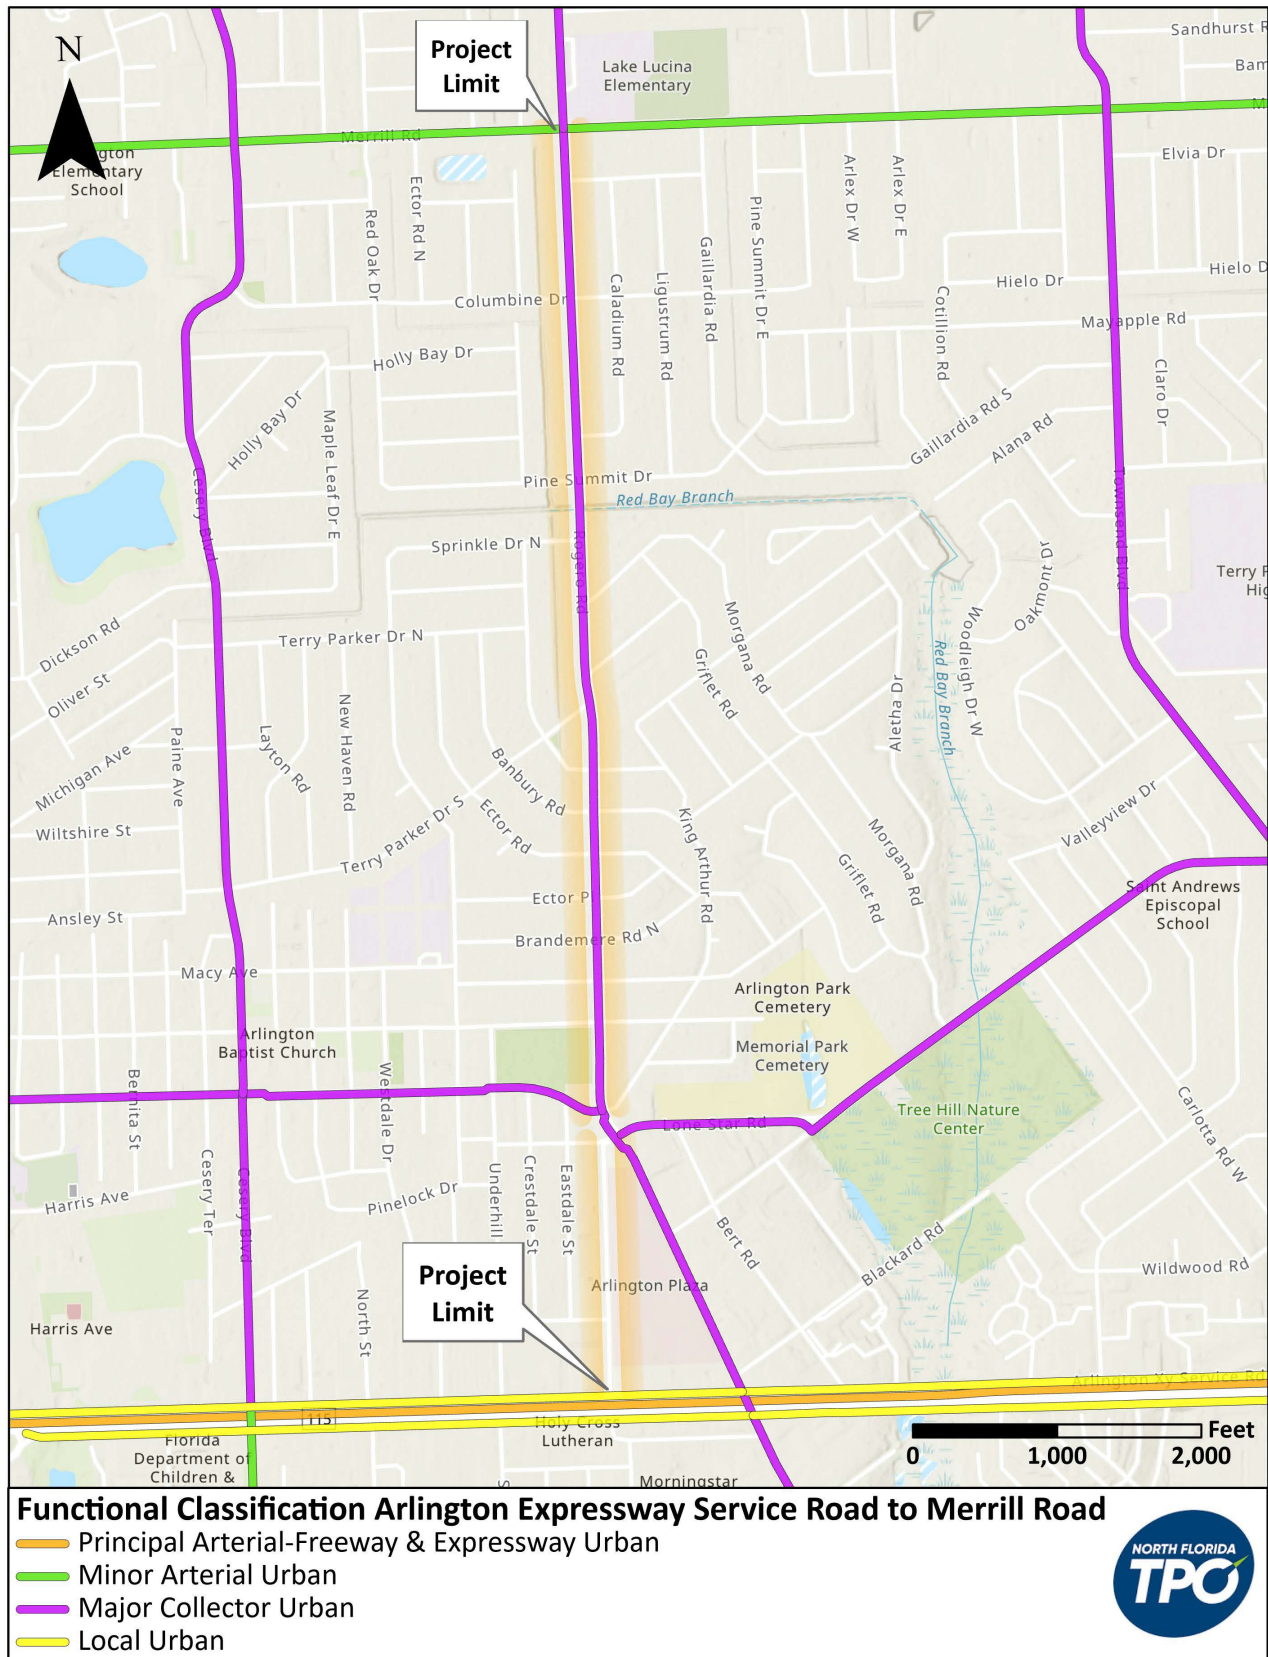 N
Project
Limit
Lake Lucina
Elementary
Sandhurst R
Bam
M
Merrill Rd
gton
Elementary
School
Elvia Dr
Arlex Dr W
Arlex Dr E
Ector Rd N
Red Oak Dr
Pine Summit Dr E
Gaillardia Rd
Hielo Dr
Hielo D
Columbine Dr
Caladium Rd
Ligustrum Rd
Cotillion Rd
Mayapple Rd
Holly Bay Dr
Claro Dr
Holly Bay Dr
Maple Leaf Dr E
Gaillardia Rd S
Alana Rd
Cesery Blvd
Pine Summit Dr
Red Bay Branch
Townsend Blvd
Sprinkle Dr N
Rogero Rd
Oakmont Dr
Terry P
Hig
Dickson Rd
Terry Parker Dr N
Morgana Rd
Griflet Rd
Woodleigh Dr W
Red Bay Branch
Aletha Dr
Oliver St
New Haven Rd
Layton Rd
Paine Ave
Michigan Ave
Banbury Rd
Ector Rd
Wiltshire St
Terry Parker Dr S
King Arthur Rd
Morgana Rd
Griflet Rd
Valleyview Dr
Ector Pl
Ansley St
Brandemere Rd N
Saint Andrews
Episcopal
School
Macy Ave
Arlington Park
Cemetery
Arlington
Baptist Church
Memorial Park
Cemetery
Bernita St
Westdale Dr
Lone Star Rd
Tree Hill Nature
Center
Carlotta Rd W
Harris Ave
Cesery Ter
Cesery Blvd
Pinelock Dr
Underhill
Crestdale St
Eastdale St
Bert Rd
Blackard Rd
Wildwood Rd
Project
Limit
Arlington Plaza
Harris Ave
North St
Arlington Xy Service Rd
115
Holy Cross
Lutheran
Florida
Department of
Children &
S
Morningstar
Feet
0 1,000 2,000
Functional Classification Arlington Expressway Service Road to Merrill Road
Principal Arterial-Freeway & Expressway Urban
Minor Arterial Urban
Major Collector Urban
Local Urban
NORTH FLORIDA
TPO